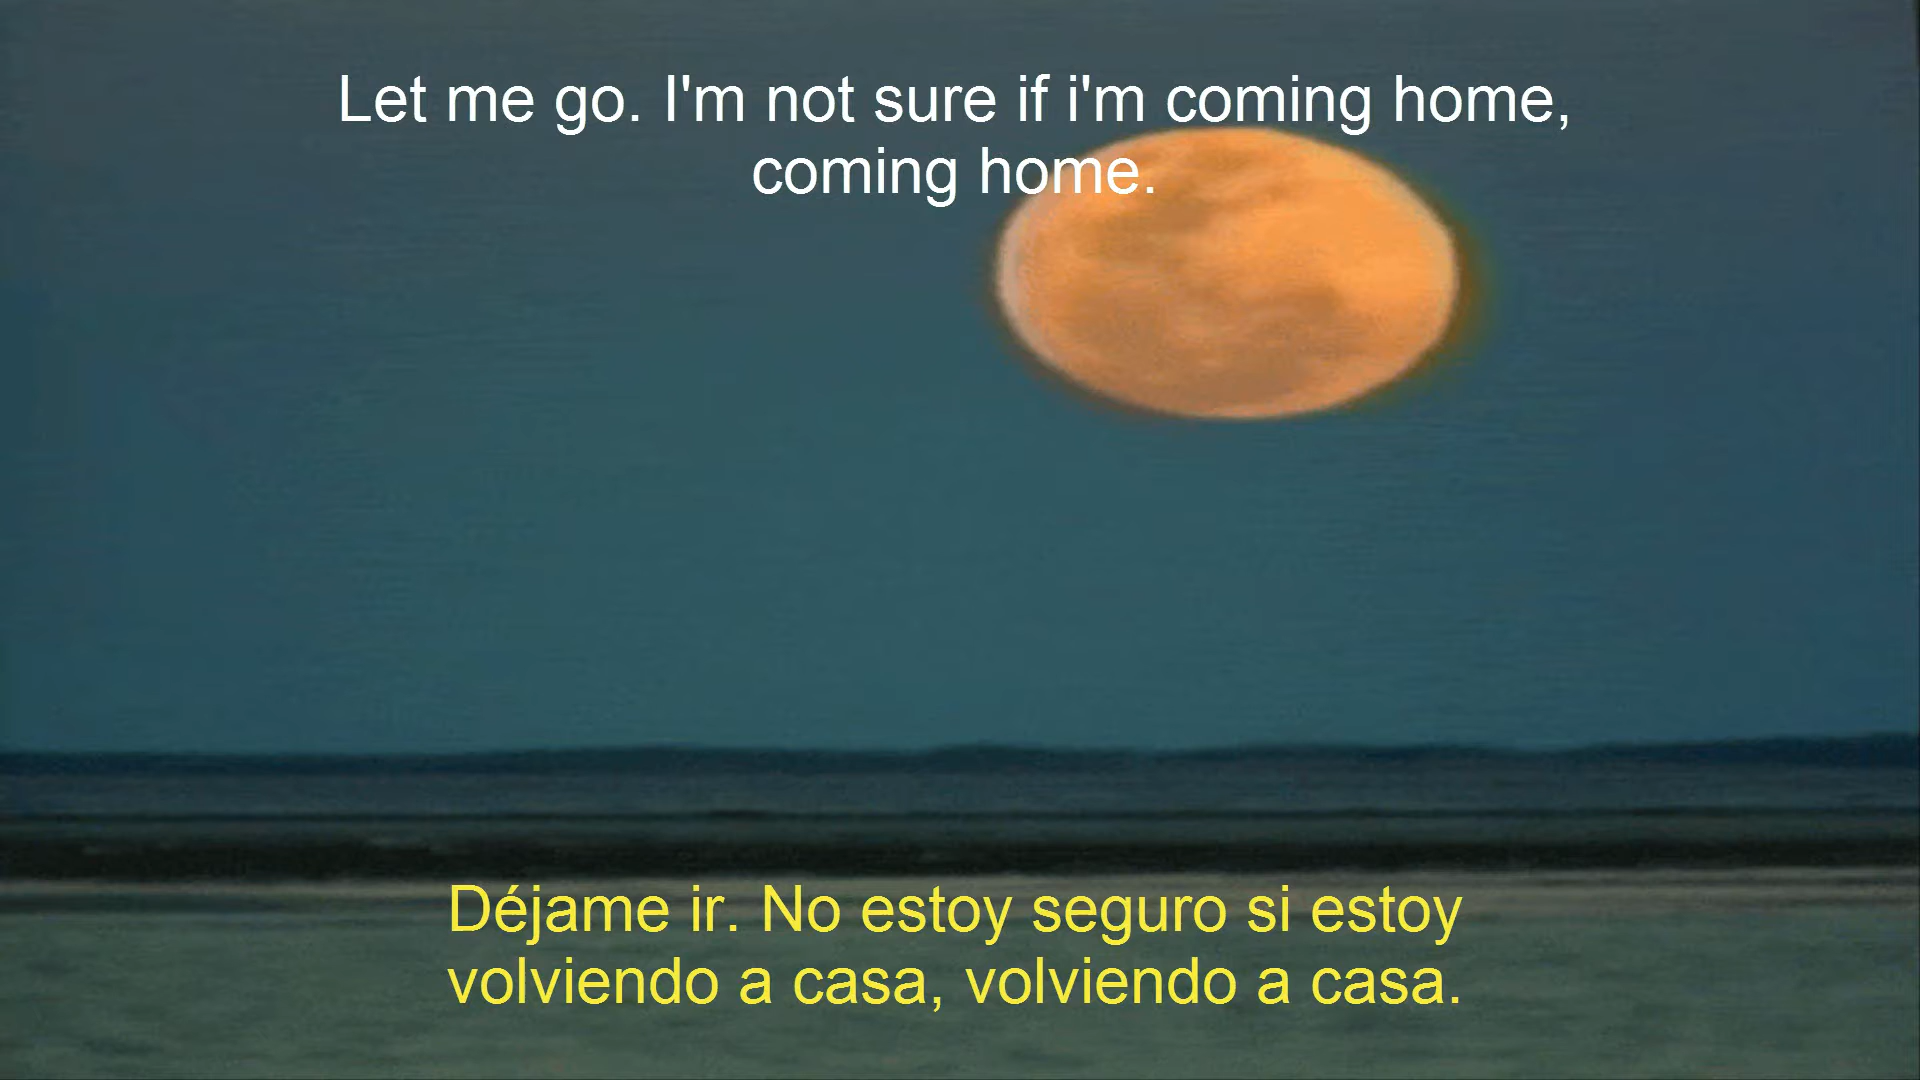 Let me go. I'm not sure if i'm coming home,
coming home.
Déjame ir. No estoy seguro si estoy
volviendo a casa, volviendo a casa.